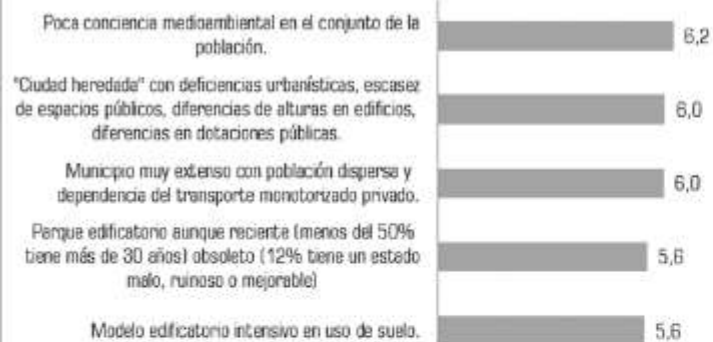 Poca conciencia medioambiental en el conjunto de la
población.
6,2
"Ciudad heredada" con deficiencias urbanísticas, escasez
de espacios públicos, diferencias de alturas en edificios,
diferencias en dotaciones públicas.
6,0
Municipio muy extenso con población dispersa y
dependencia del transporte monotorizado privado.
6,0
Parque edificatorio aunque reciente (menos del 50%
tiene más de 30 años) obsoleto (12% tiene un estado
malo, ruinoso o mejorable)
5,6
Modelo edificatorio intensivo en uso de suelo.
5,6